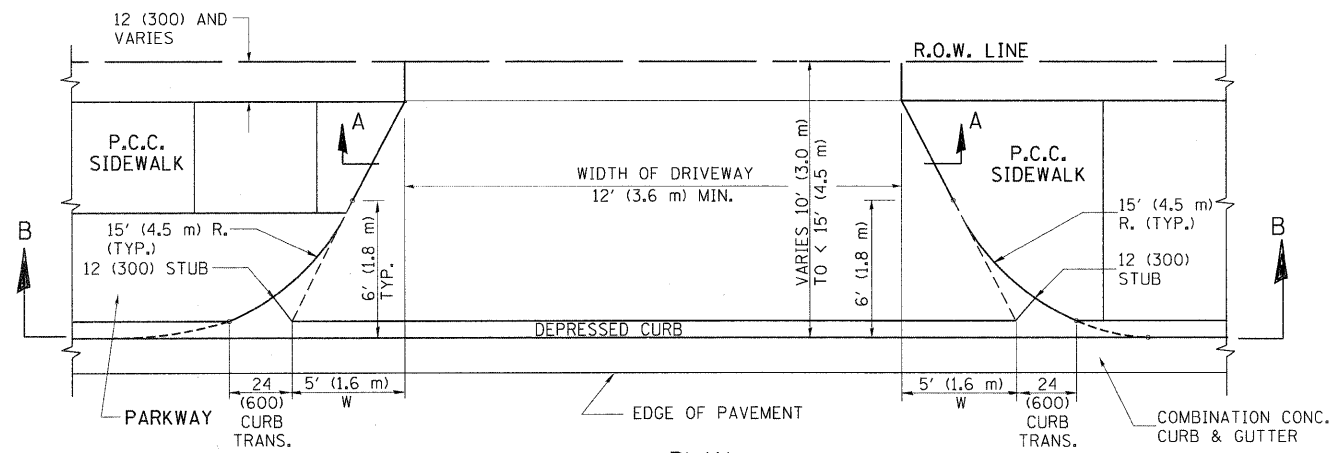 12 (300) AND
VARIES
R.O.W. LINE
A
A
P.C.C.
SIDEWALK
P.C.C.
SIDEWALK
WIDTH OF DRIVEWAY
12' (3.6 m) MIN.
VARIES 10' (3.0 m)
TO < 15' (4.5 m)
B
B
15' (4.5 m) R.
(TYP.)
12 (300) STUB
6' (1.8 m)
TYP.
6' (1.8 m)
15' (4.5 m)
R. (TYP.)
12 (300)
STUB
DEPRESSED CURB
24
(600)
CURB
TRANS.
5' (1.6 m)
W
5' (1.6 m)
W
24
(600)
CURB
TRANS.
PARKWAY
EDGE OF PAVEMENT
COMBINATION CONC.
CURB & GUTTER